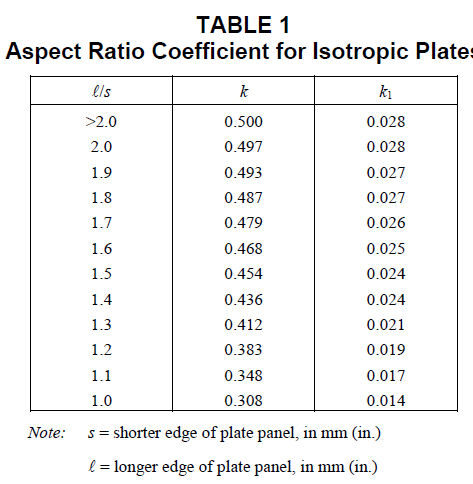 TABLE 1
Aspect Ratio Coefficient for Isotropic Plates
ℓ/s k k₁
>2.0 0.500 0.028
2.0 0.497 0.028
1.9 0.493 0.027
1.8 0.487 0.027
1.7 0.479 0.026
1.6 0.468 0.025
1.5 0.454 0.024
1.4 0.436 0.024
1.3 0.412 0.021
1.2 0.383 0.019
1.1 0.348 0.017
1.0 0.308 0.014
Note: s = shorter edge of plate panel, in mm (in.)
ℓ = longer edge of plate panel, in mm (in.)